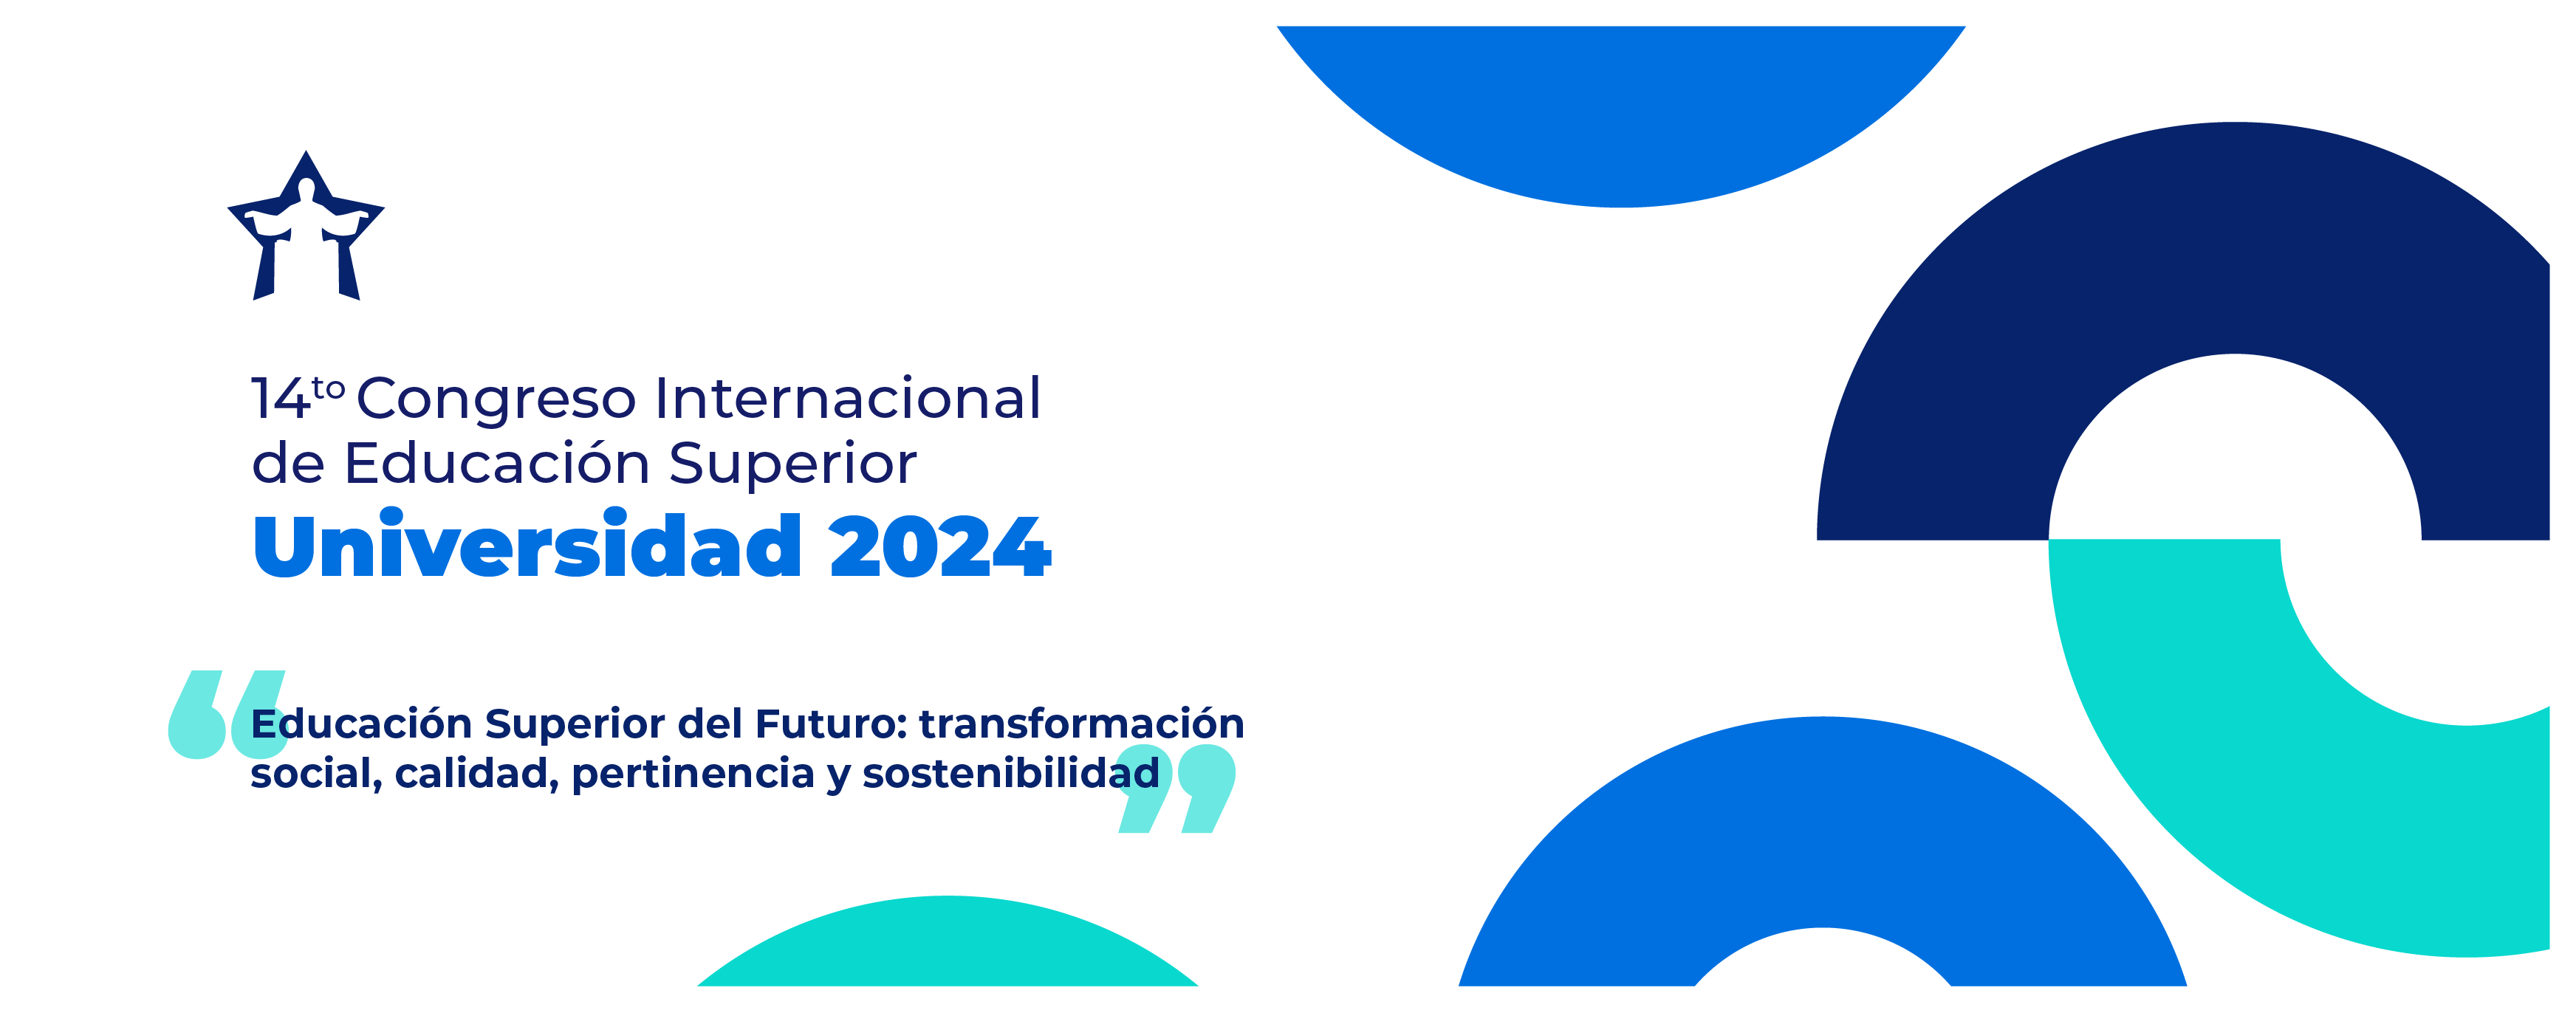 14to Congreso Internacional
de Educación Superior
Universidad 2024
“Educación Superior del Futuro: transformación
social, calidad, pertinencia y sostenibilidad”